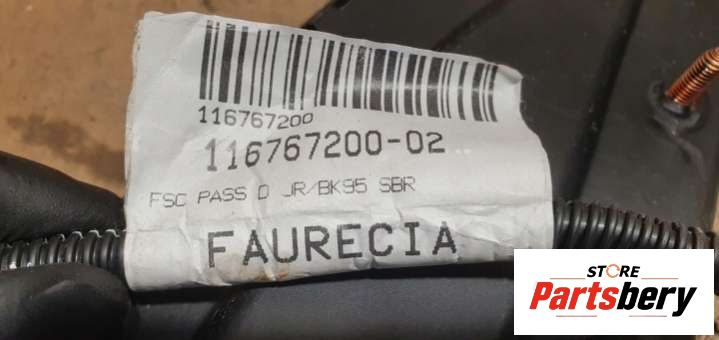 116767200
116767200-02
FSC PASS D JR/BK95 SBR
FAURECIA
STORE
Partsbery